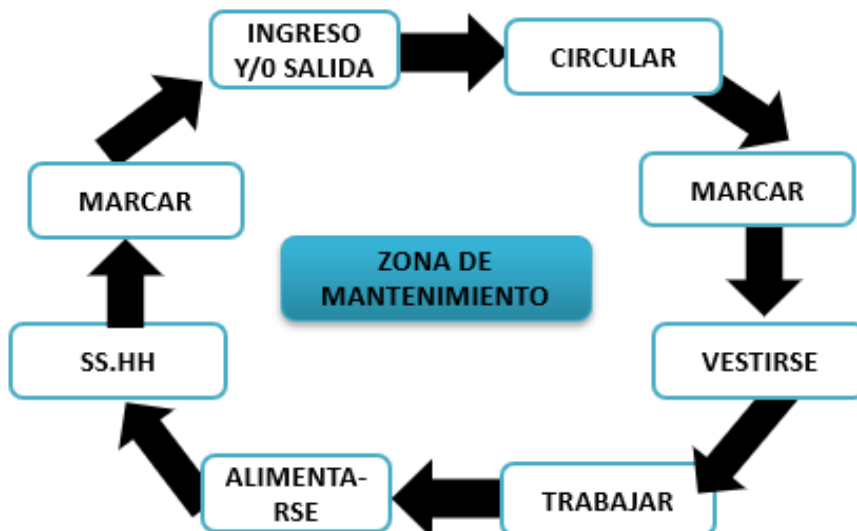 INGRESO
Y/0 SALIDA
CIRCULAR
MARCAR
VESTIRSE
TRABAJAR
ALIMENTA-
RSE
SS.HH
MARCAR
ZONA DE
MANTENIMIENTO